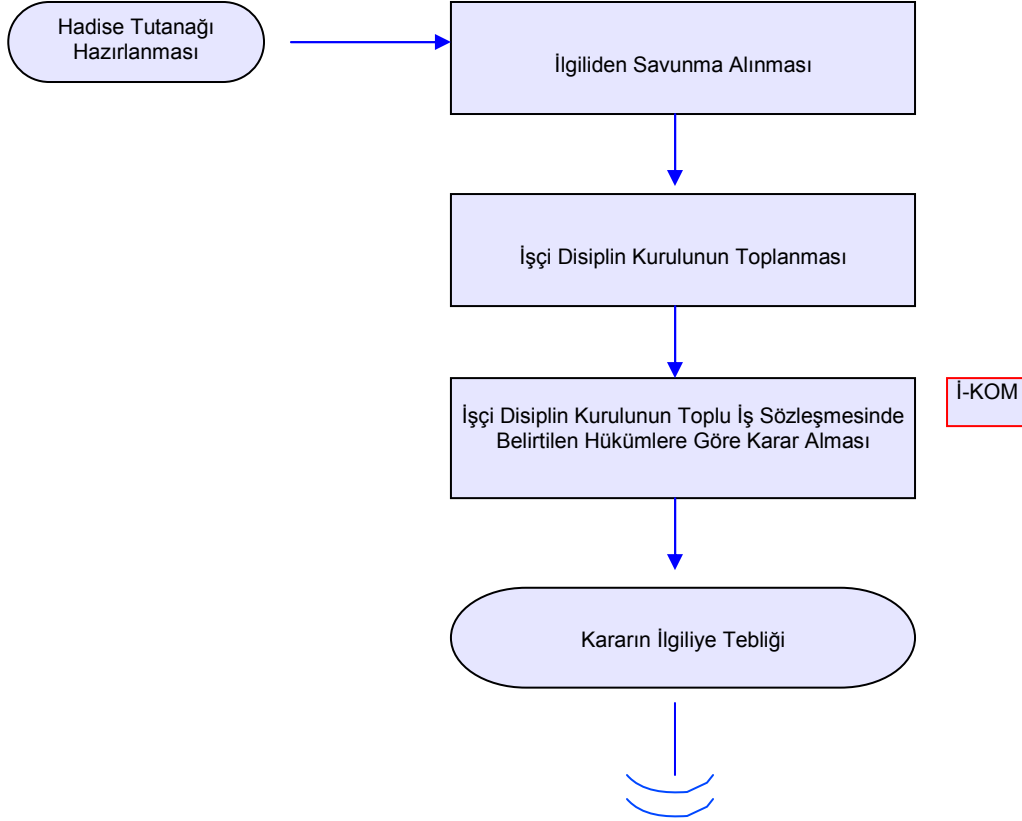 Hadise Tutanağı
Hazırlanması
İlgiliden Savunma Alınması
İşçi Disiplin Kurulunun Toplanması
İşçi Disiplin Kurulunun Toplu İş Sözleşmesinde
Belirtilen Hükümlere Göre Karar Alması
İ-KOM
Kararın İlgiliye Tebliği